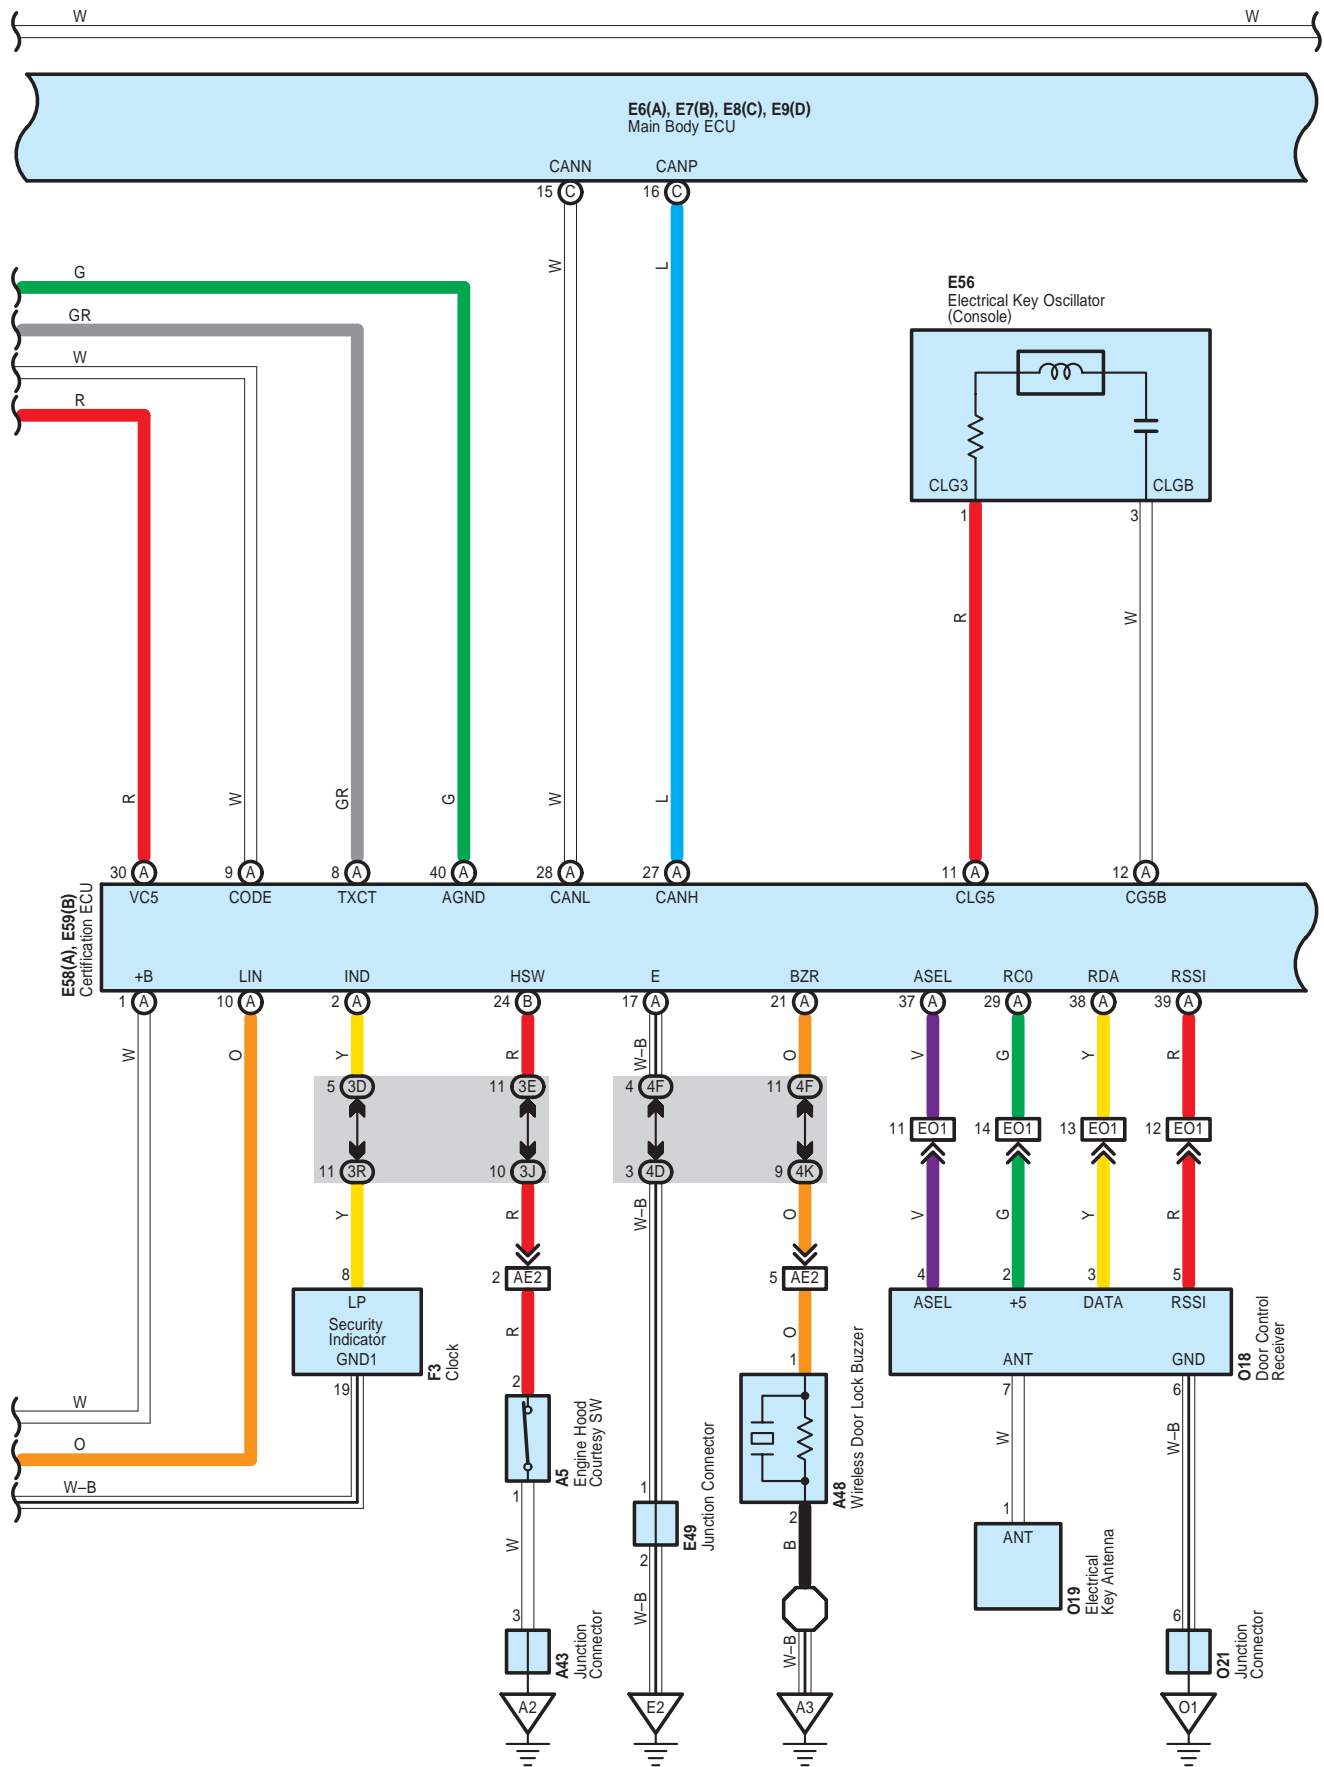 W W
E6(A), E7(B), E8(C), E9(D)
Main Body ECU
CANN CANP
15 C 16 C
W L
G
GR
W
R
E56
Electrical Key Oscillator
(Console)
CLG3 CLGB
1 3
R W
R W GR G W L
30 A 9 A 8 A 40 A 28 A 27 A 11 A 12 A
VC5 CODE TXCT AGND CANL CANH CLG5 CG5B
E58(A), E59(B)
Certification ECU
+B LIN IND HSW E BZR ASEL RC0 RDA RSSI
1 A 10 A 2 A 24 B 17 A 21 A 37 A 29 A 38 A 39 A
W O Y R W–B O V G Y R
5 3D 11 3E 4 4F 11 4F
11 EO1 14 EO1 13 EO1 12 EO1
11 3R 10 3J 3 4D 9 4K
Y R W–B O V G Y R
8 2 AE2 5 AE2 4 2 3 5
LP
Security
Indicator
GND1
F3
Clock
19
R O
2 1
ASEL +5 DATA RSSI
ANT GND
O18
Door Control
Receiver
7 6
W
O
W–B
A5
Engine Hood
Courtesy SW
1
W
3
A43
Junction
Connector
A2
1
E49
Junction Connector
2
W–B
E2
A48
Wireless Door Lock Buzzer
2
B
W–B
A3
W
1
ANT
O19
Electrical
Key Antenna
W–B
6
O21
Junction
Connector
O1